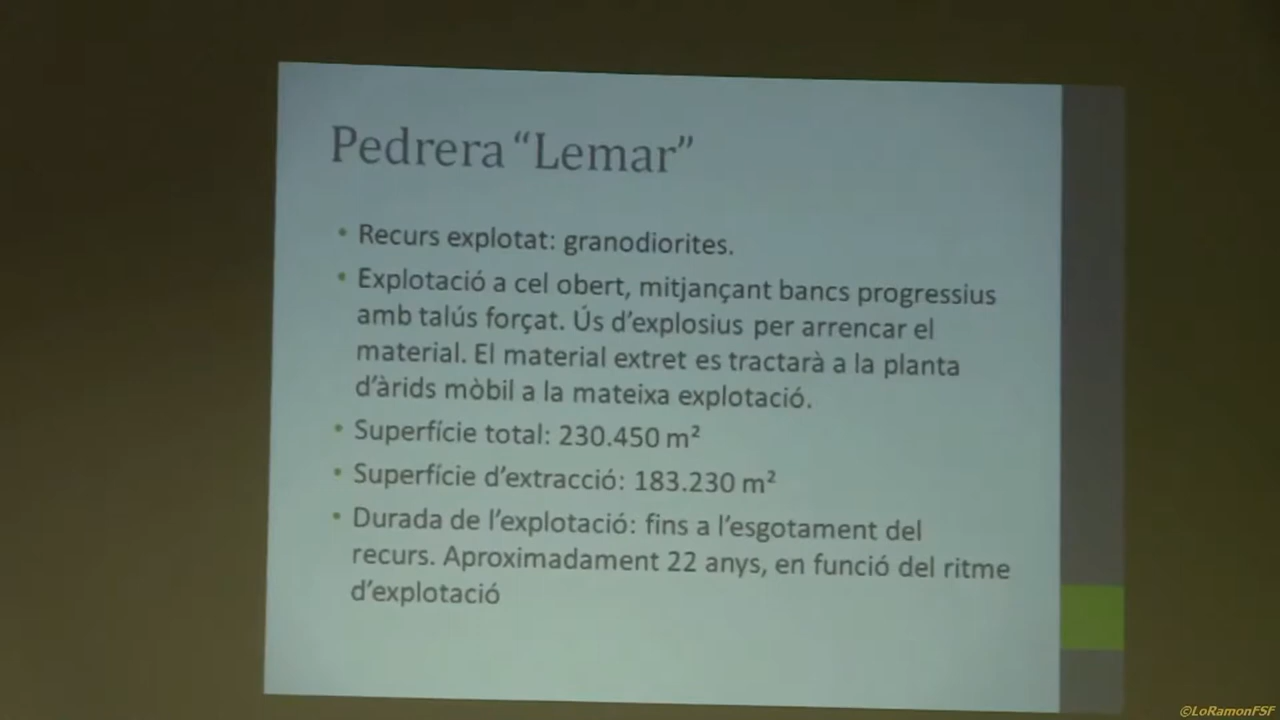 Pedrera “Lemar”
• Recurs explotat: granodiorites.
• Explotació a cel obert, mitjançant bancs progressius
amb talús forçat. Ús d’explosius per arrencar el
material. El material extret es tractarà a la planta
d’àrids mòbil a la mateixa explotació.
• Superfície total: 230.450 m²
• Superfície d’extracció: 183.230 m²
• Durada de l’explotació: fins a l’esgotament del
recurs. Aproximadament 22 anys, en funció del ritme
d’explotació
©LoRamonFSF